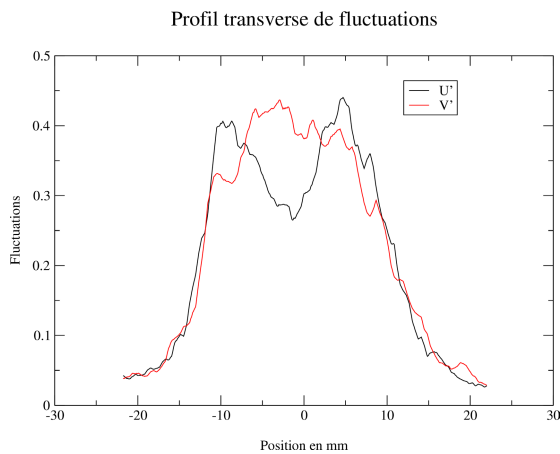 Profil transverse de fluctuations
0.5
0.4
0.3
0.2
0.1
0
Fluctuations
U'
V'
-30
-20
-10
0
10
20
30
Position en mm